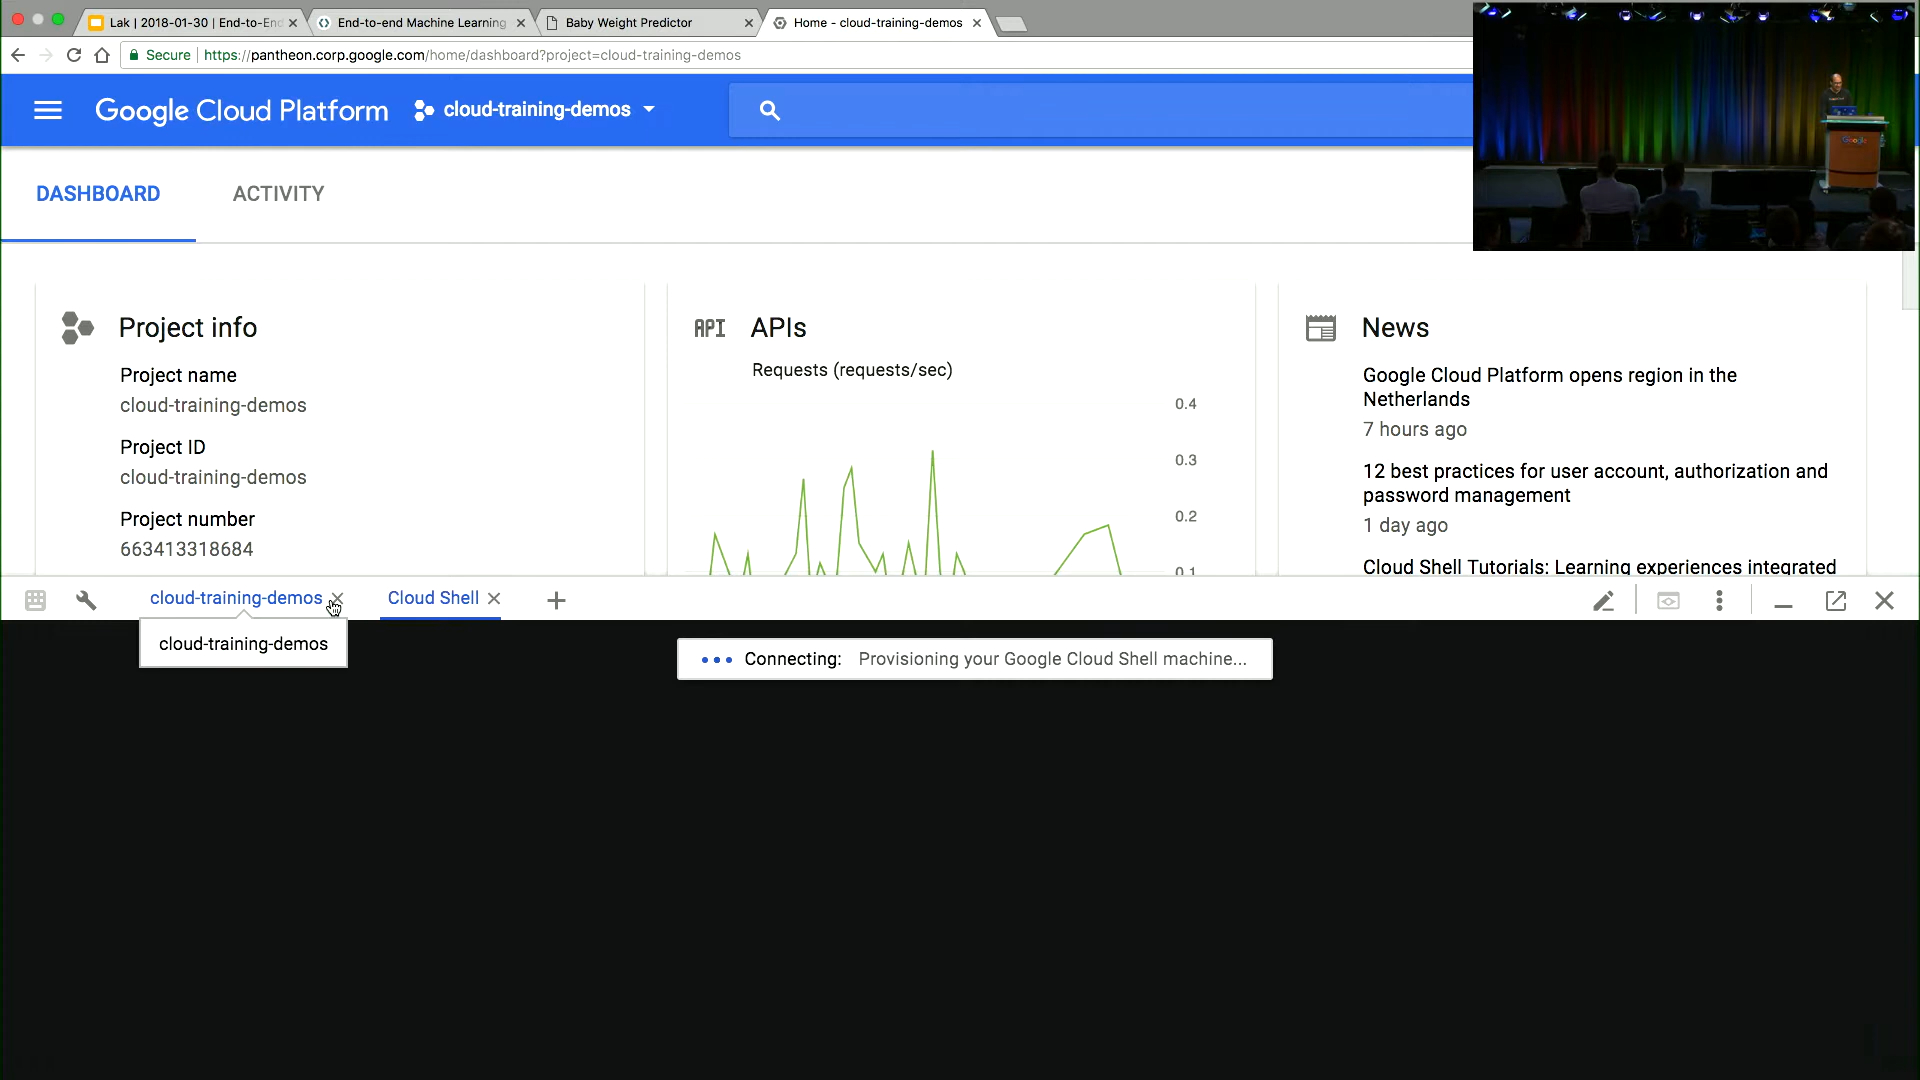 Lak | 2018-01-30 | End-to-En
End-to-end Machine Learning
Baby Weight Predictor
Home - cloud-training-demos
Secure
https://pantheon.corp.google.com/home/dashboard?project=cloud-training-demos
Google Cloud Platform
cloud-training-demos
DASHBOARD
ACTIVITY
Google
Project info
Project name
cloud-training-demos
Project ID
cloud-training-demos
Project number
663413318684
API
APIs
Requests (requests/sec)
0.4
0.3
0.2
0.1
News
Google Cloud Platform opens region in the
Netherlands
7 hours ago
12 best practices for user account, authorization and
password management
1 day ago
Cloud Shell Tutorials: Learning experiences integrated
cloud-training-demos
Cloud Shell
cloud-training-demos
Connecting: Provisioning your Google Cloud Shell machine...